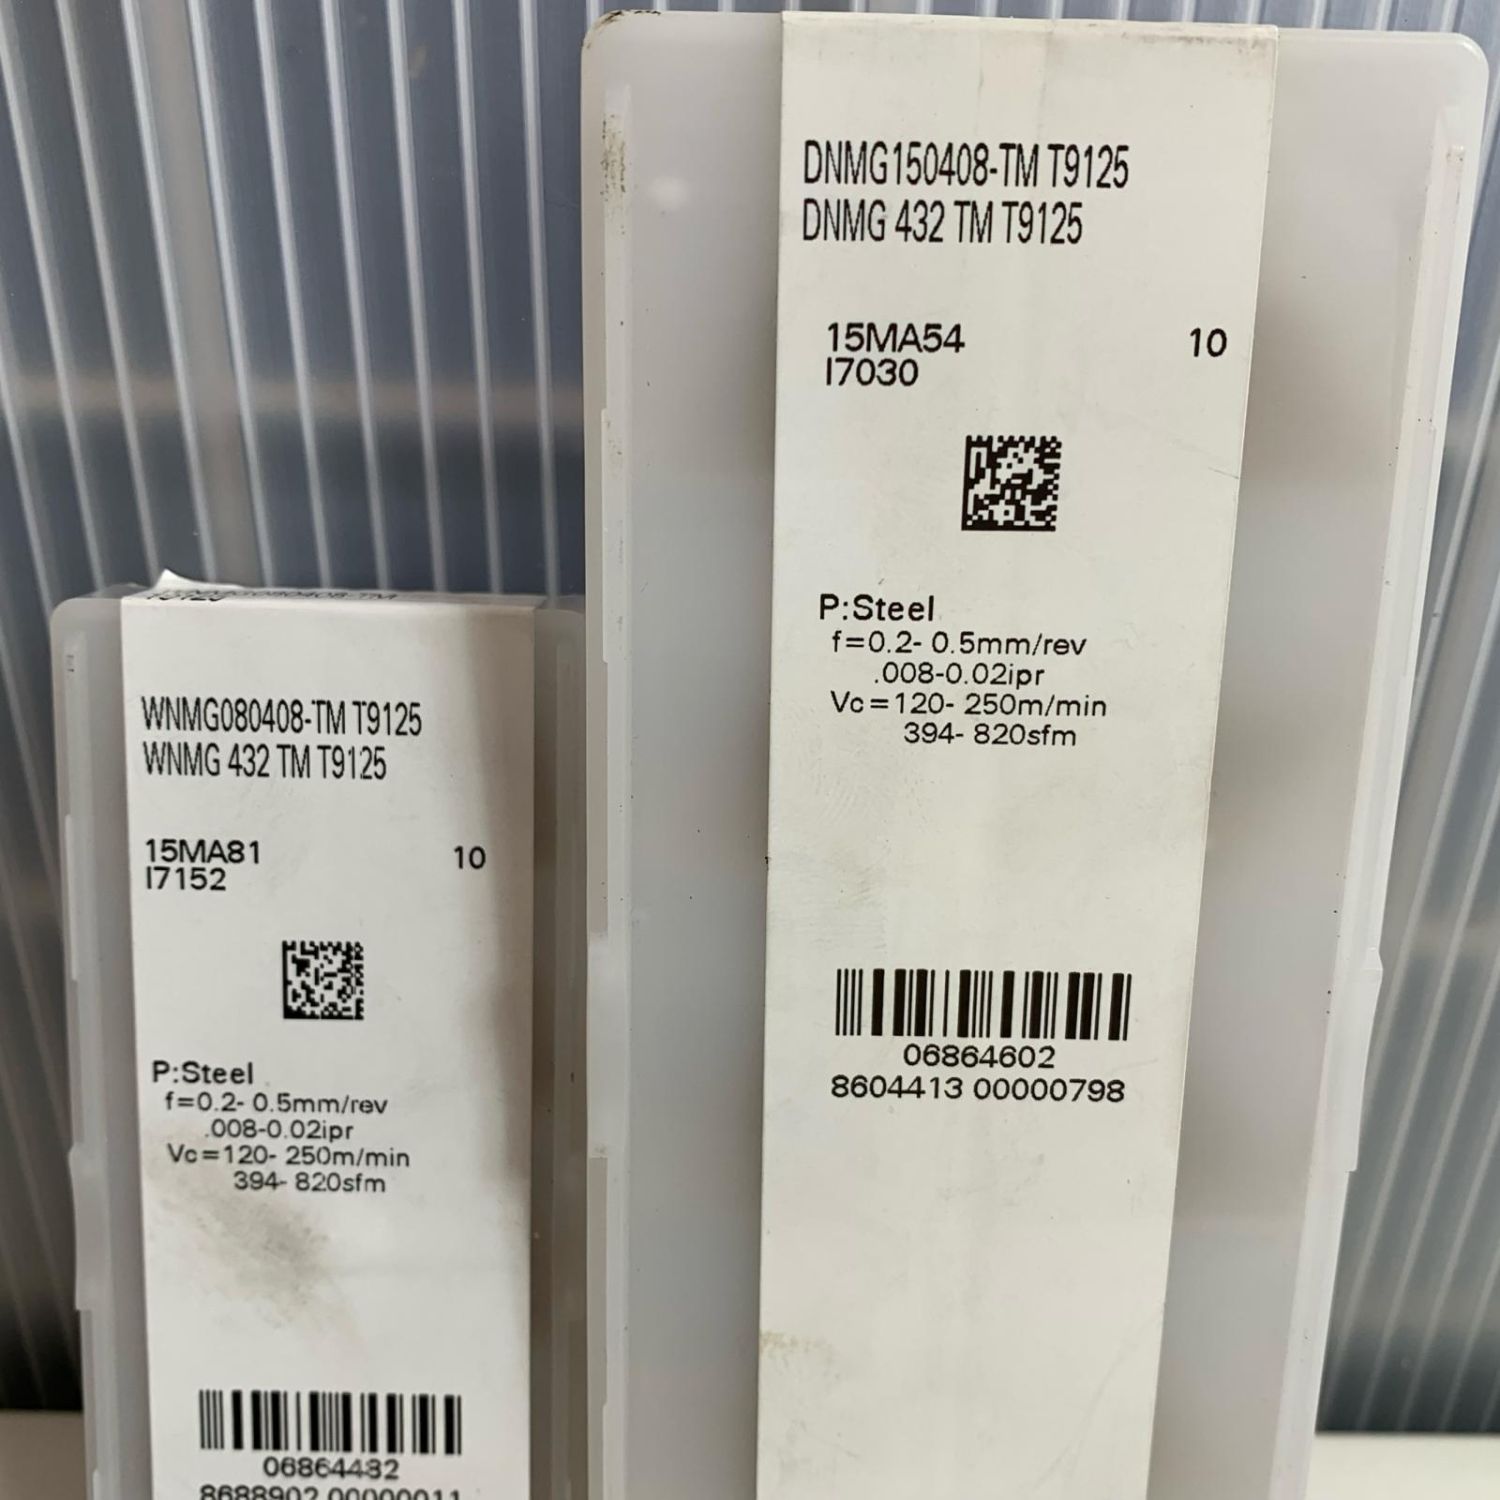 WNMG080408-TM T9125
WNMG 432 TM T9125
15MA81 10
I7152
P:Steel
f=0.2- 0.5mm/rev
.008-0.02ipr
Vc=120- 250m/min
394- 820sfm
06864482
8688902 00000011
DNMG150408-TM T9125
DNMG 432 TM T9125
15MA54 10
I7030
P:Steel
f=0.2- 0.5mm/rev
.008-0.02ipr
Vc=120- 250m/min
394- 820sfm
06864602
8604413 00000798